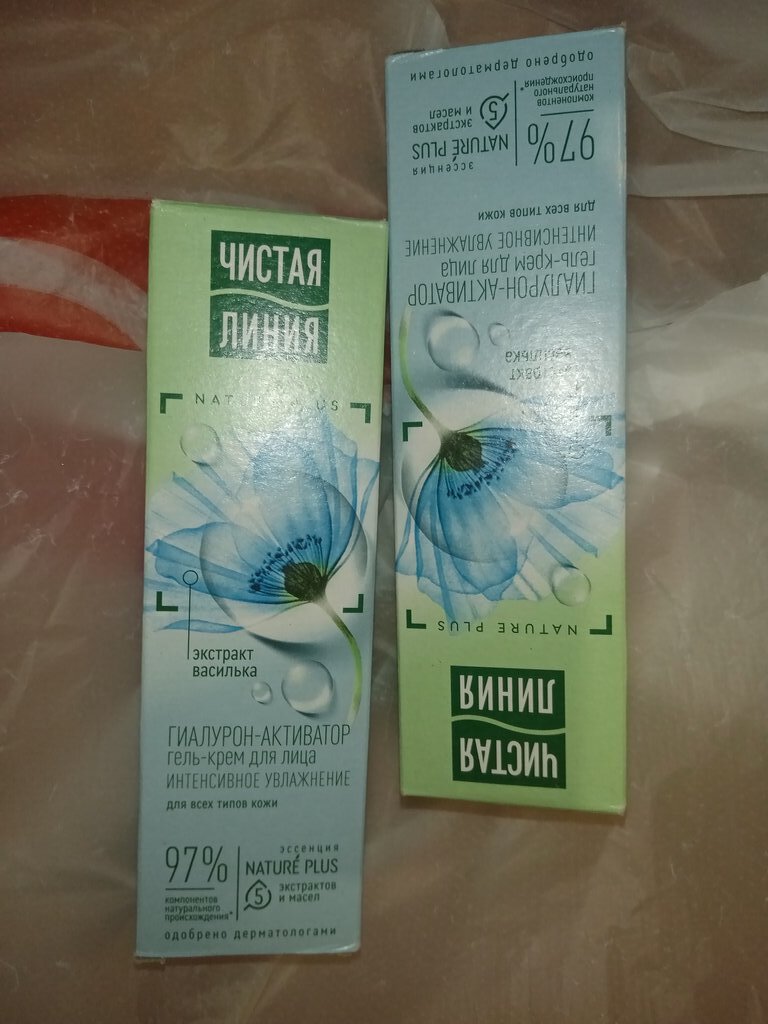 ЧИСТАЯ
ЛИНИЯ
экстракт
василька
ГИАЛУРОН-АКТИВАТОР
гель-крем для лица
ИНТЕНСИВНОЕ УВЛАЖНЕНИЕ
для всех типов кожи
97%
компонентов
натурального
происхождения*
эссенция
NATURÉ PLUS
5
экстрактов
и масел
одобрено дерматологами
ЧИСТАЯ
ЛИНИЯ
NATURE PLUS
ГИАЛУРОН-АКТИВАТОР
гель-крем для лица
ИНТЕНСИВНОЕ УВЛАЖНЕНИЕ
для всех типов кожи
97%
компонентов
натурального
происхождения*
эссенция
NATURÉ PLUS
5
экстрактов
и масел
одобрено дерматологами